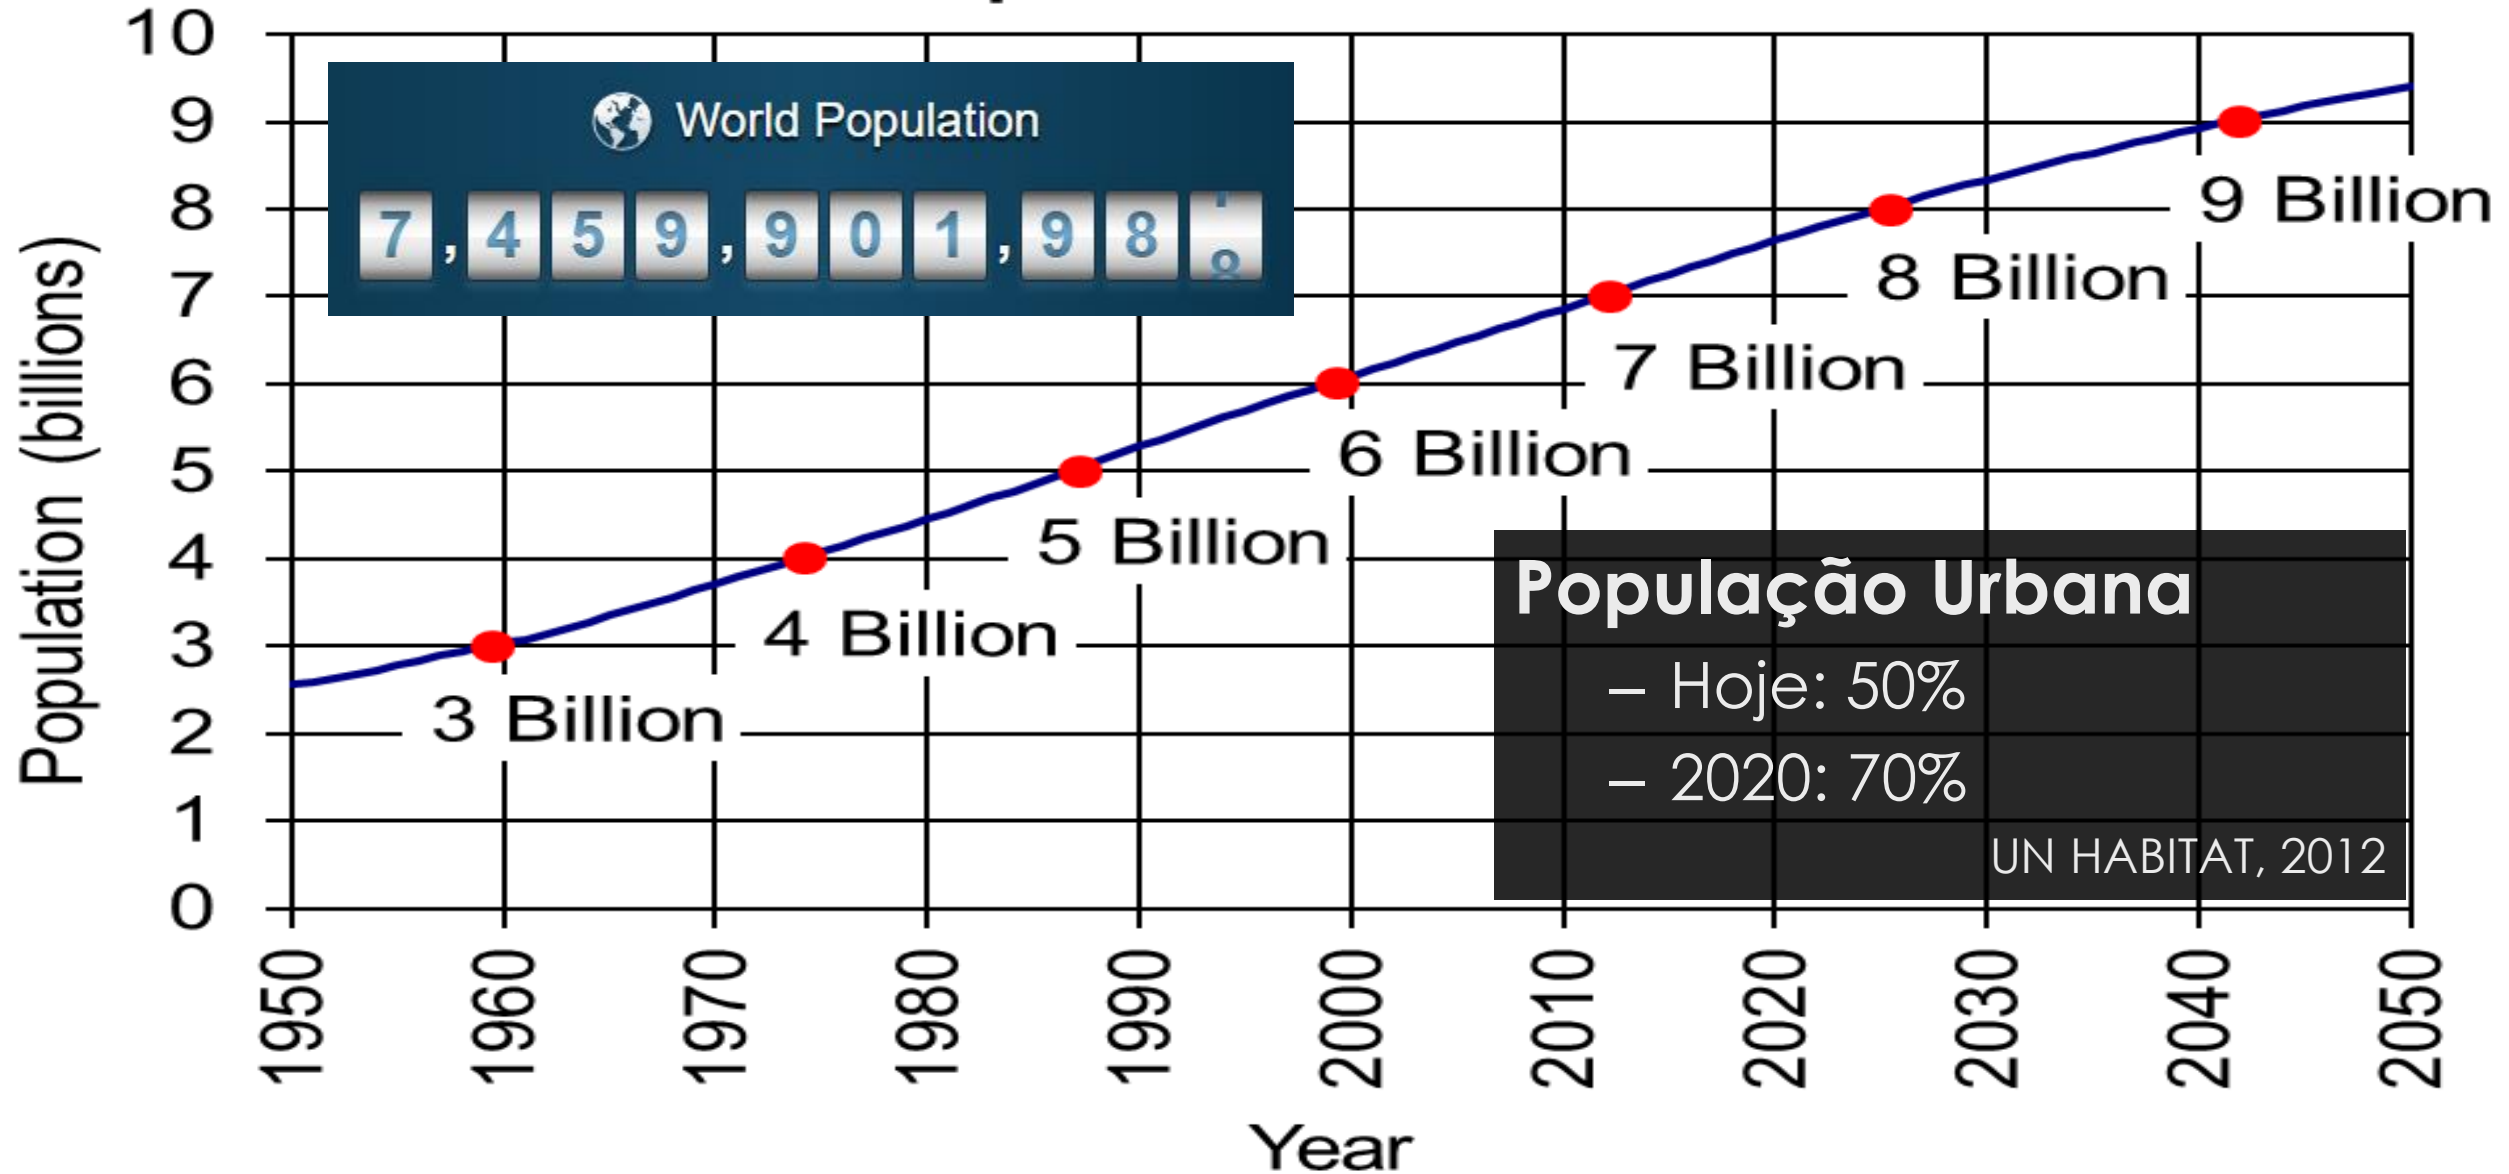 World Population
7,459,901,98
10
9
8
7
6
5
4
3
2
1
0
Population (billions)
9 Billion
8 Billion
7 Billion
6 Billion
5 Billion
4 Billion
3 Billion
População Urbana
– Hoje: 50%
– 2020: 70%
UN HABITAT, 2012
1950 1960 1970 1980 1990 2000 2010 2020 2030 2040 2050
Year